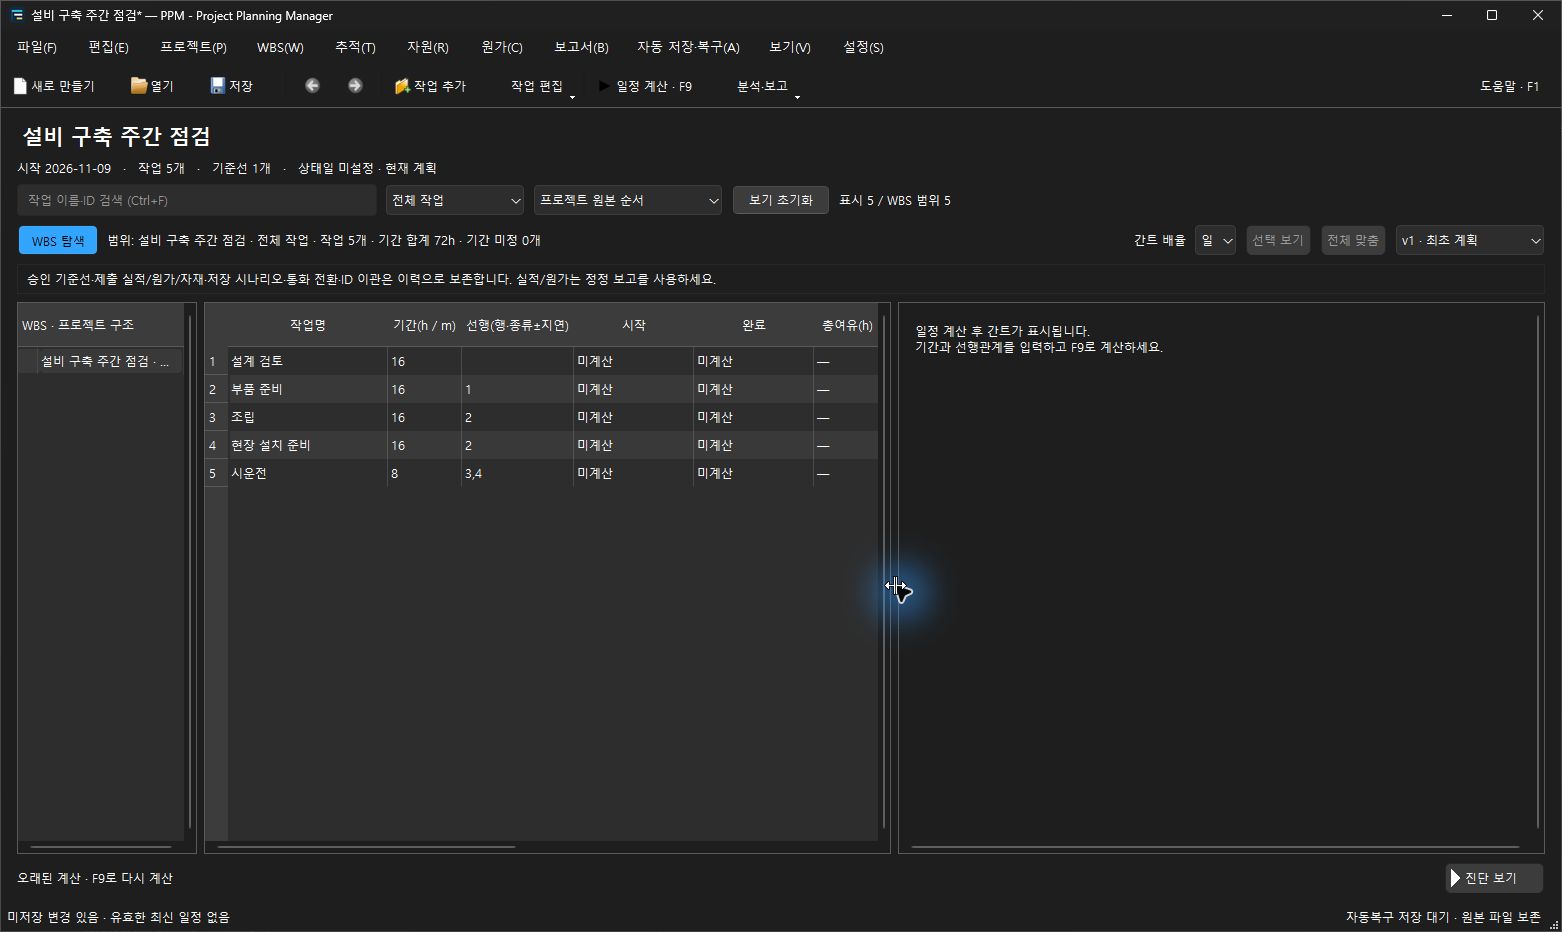 설비 구축 주간 점검* — PPM - Project Planning Manager
파일(F) 편집(E) 프로젝트(P) WBS(W) 추적(T) 자원(R) 원가(C) 보고서(B) 자동 저장·복구(A) 보기(V) 설정(S)
새로 만들기 열기 저장 작업 추가 작업 편집 일정 계산 · F9 분석·보고 도움말 · F1
설비 구축 주간 점검
시작 2026-11-09 · 작업 5개 · 기준선 1개 · 상태일 미설정 · 현재 계획
작업 이름·ID 검색 (Ctrl+F) 전체 작업 프로젝트 원본 순서 보기 초기화 표시 5 / WBS 범위 5
WBS 탐색 범위: 설비 구축 주간 점검 · 전체 작업 · 작업 5개 · 기간 합계 72h · 기간 미정 0개 간트 배율 일 선택 보기 전체 맞춤 v1 · 최초 계획
승인 기준선·제출 실적/원가/자재·저장 시나리오·통화 전환·ID 이관은 이력으로 보존합니다. 실적/원가는 정정 보고를 사용하세요.
WBS · 프로젝트 구조
설비 구축 주간 점검 · ...
작업명 기간(h / m) 선행(행·종류±지연) 시작 완료 총여유(h)
1 설계 검토 16 미계산 미계산 —
2 부품 준비 16 1 미계산 미계산 —
3 조립 16 2 미계산 미계산 —
4 현장 설치 준비 16 2 미계산 미계산 —
5 시운전 8 3,4 미계산 미계산 —
일정 계산 후 간트가 표시됩니다.
기간과 선행관계를 입력하고 F9로 계산하세요.
오래된 계산 · F9로 다시 계산 진단 보기
미저장 변경 있음 · 유효한 최신 일정 없음 자동복구 저장 대기 · 원본 파일 보존